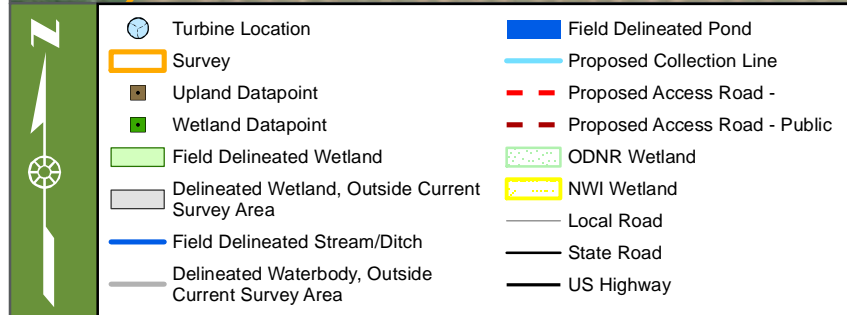 N
Turbine Location
Survey
Upland Datapoint
Wetland Datapoint
Field Delineated Wetland
Delineated Wetland, Outside Current
Survey Area
Field Delineated Stream/Ditch
Delineated Waterbody, Outside
Current Survey Area
Field Delineated Pond
Proposed Collection Line
Proposed Access Road -
Proposed Access Road - Public
ODNR Wetland
NWI Wetland
Local Road
State Road
US Highway